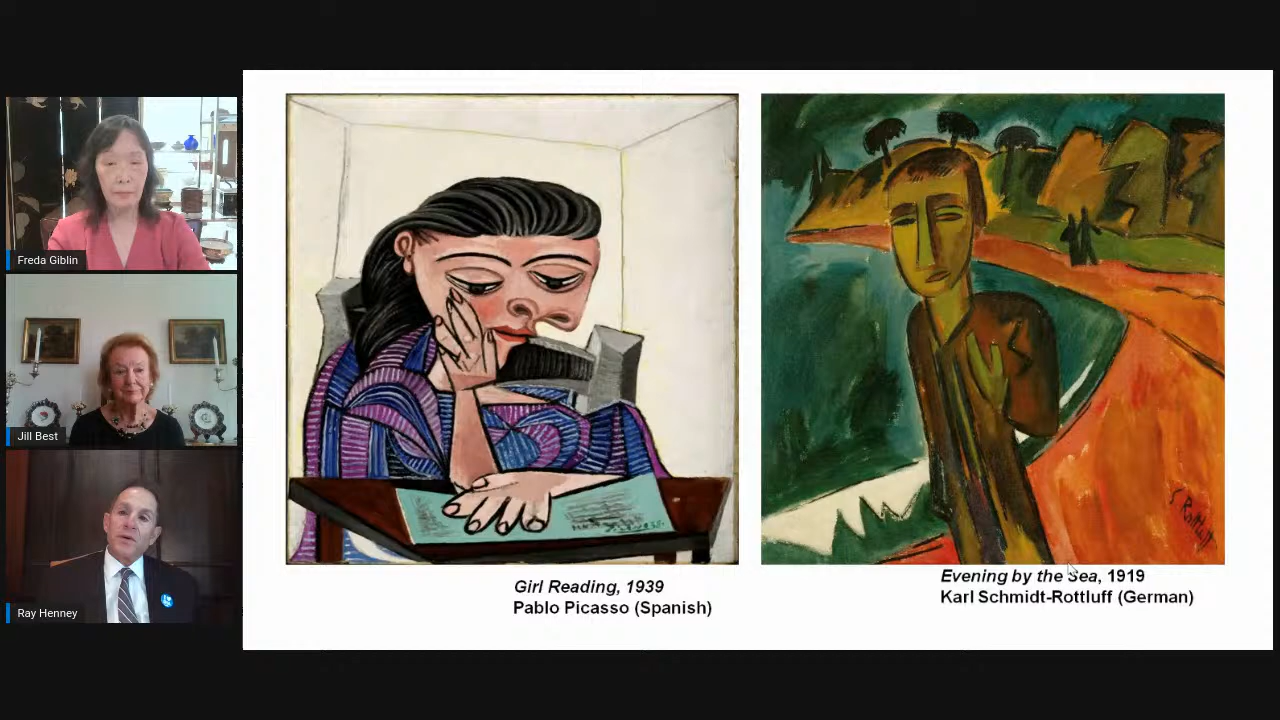 Freda Giblin
Jill Best
Ray Henney
Girl Reading, 1939
Pablo Picasso (Spanish)
Evening by the Sea, 1919
Karl Schmidt-Rottluff (German)
S. Rottluff